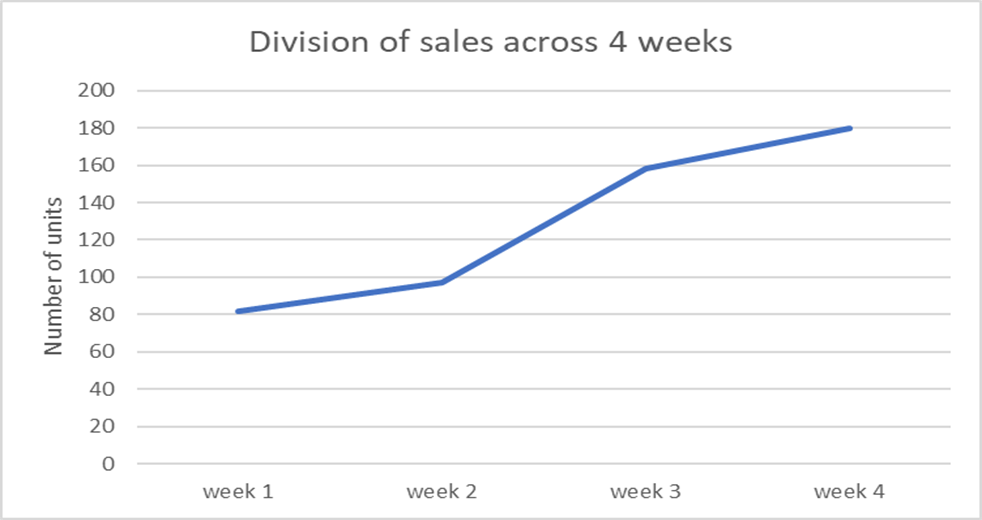 Division of sales across 4 weeks
Number of units
200
180
160
140
120
100
80
60
40
20
0
week 1
week 2
week 3
week 4